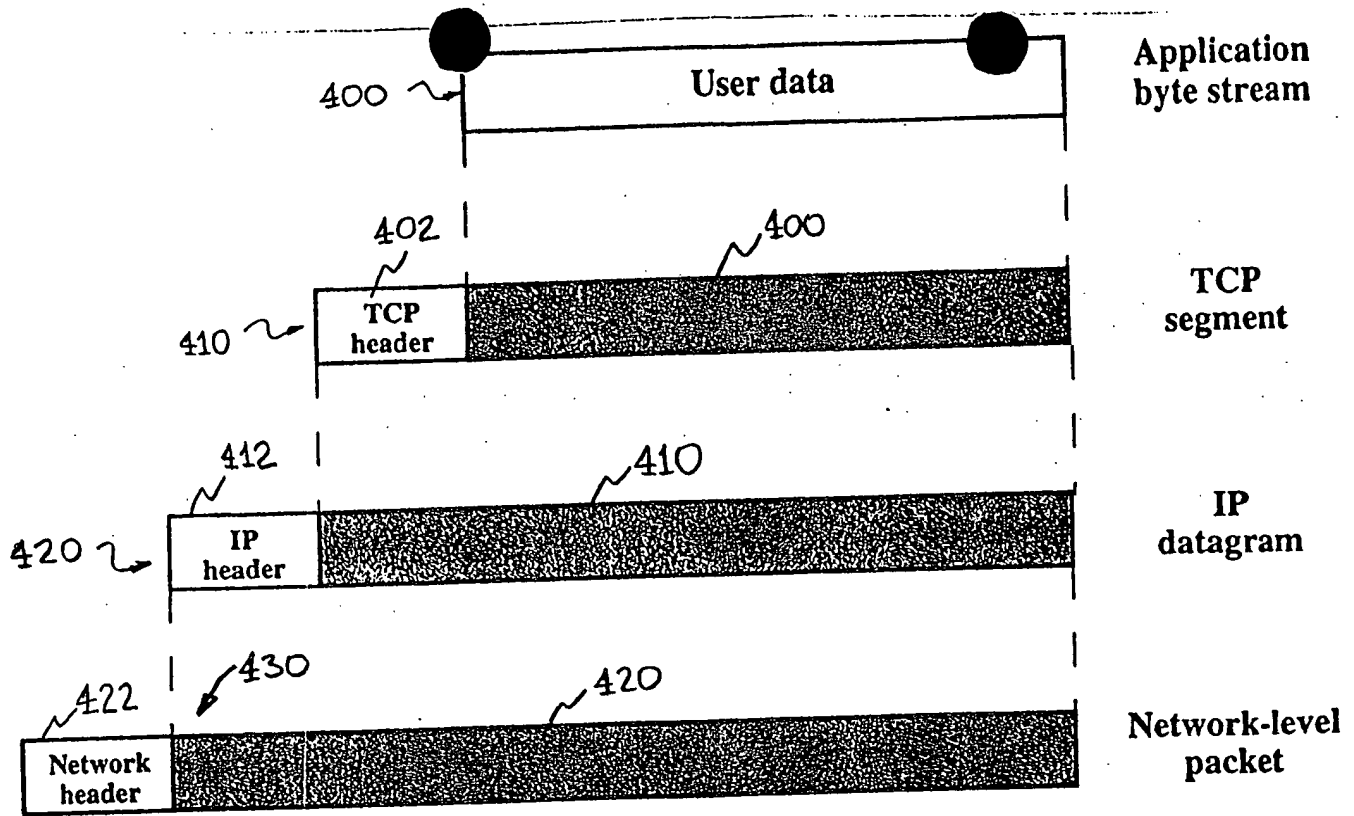 User data
Application
byte stream
400
402
400
TCP
header
410
TCP
segment
412
410
IP
header
420
IP
datagram
422
430
420
Network
header
Network-level
packet